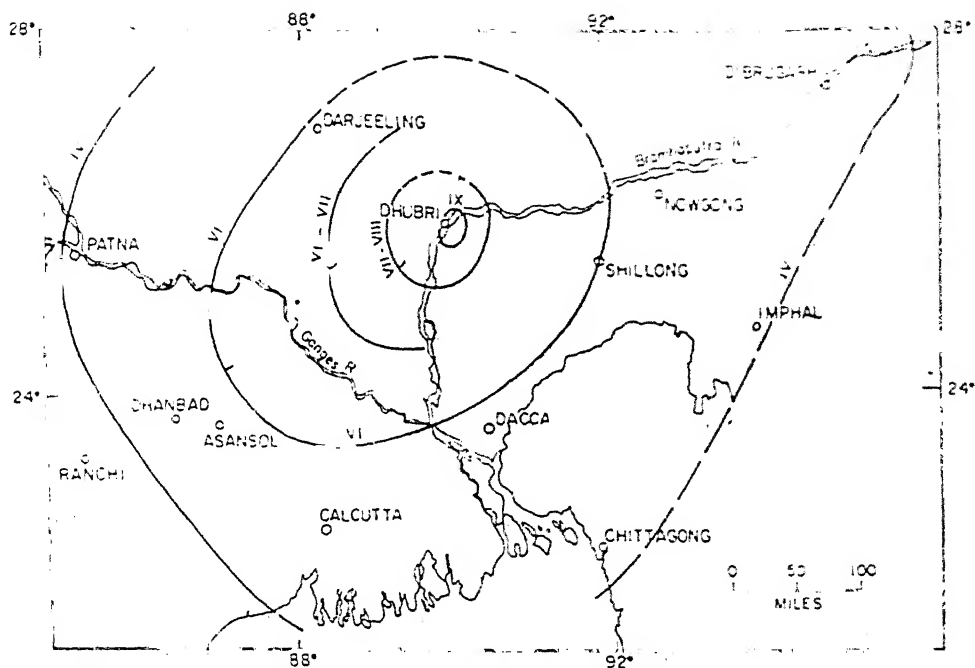 28° 88° 92° 28°
DIBRUGARH
DARJEELING
IV
Brahmaputra R
IX
DHUBRI
NOWGONG
VI
VI-VII
VII-VIII
PATNA
SHILLONG
IV
IMPHAL
Ganges R
24° 24°
DHANBAD
ASANSOL
VI
DACCA
RANCHI
CALCUTTA
CHITTAGONG
0 50 100
MILES
88° 92°